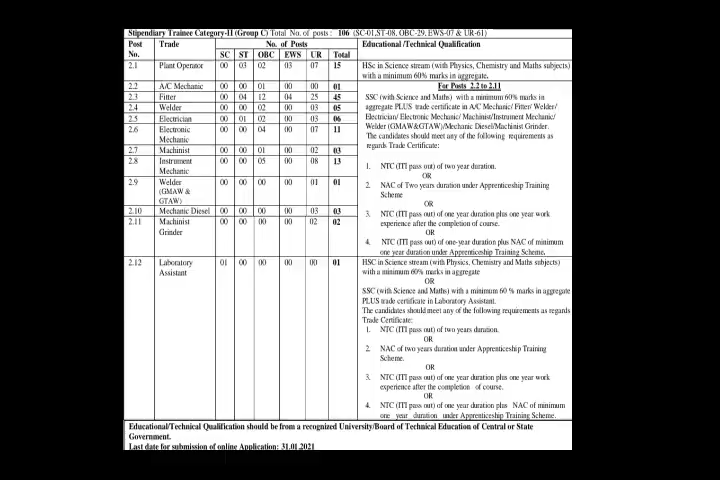 Stipendiary Trainee Category-II (Group C) Total No. of posts : 106 (SC-01,ST-08, OBC-29, EWS-07 & UR-61)
Post No. Trade No. of Posts Educational /Technical Qualification
SC ST OBC EWS UR Total
2.1 Plant Operator 00 03 02 03 07 15 HSc in Science stream (with Physics, Chemistry and Maths subjects)
with a minimum 60% marks in aggregate.
2.2 A/C Mechanic 00 00 01 00 00 01 For Posts 2.2 to 2.11
2.3 Fitter 00 04 12 04 25 45 SSC (with Science and Maths) with a minimum 60% marks in
2.4 Welder 00 00 02 00 03 05 aggregate PLUS trade certificate in A/C Mechanic/ Fitter/ Welder/
2.5 Electrician 00 01 02 00 03 06 Electrician/ Electronic Mechanic/ Machinist/Instrument Mechanic/
2.6 Electronic Mechanic 00 00 04 00 07 11 Welder (GMAW&GTAW)/Mechanic Diesel/Machinist Grinder.
The candidates should meet any of the following requirements as
regards Trade Certificate:
2.7 Machinist 00 00 01 00 02 03
2.8 Instrument Mechanic 00 00 05 00 08 13 1. NTC (ITI pass out) of two year duration.
OR
2.9 Welder (GMAW & GTAW) 00 00 00 00 01 01 2. NAC of Two years duration under Apprenticeship Training
Scheme
OR
2.10 Mechanic Diesel 00 00 00 00 03 03 3. NTC (ITI pass out) of one year duration plus one year work
2.11 Machinist Grinder 00 00 00 00 02 02 experience after the completion of course.
OR
4. NTC (ITI pass out) of one-year duration plus NAC of minimum
one year duration under Apprenticeship Training Scheme.
2.12 Laboratory Assistant 01 00 00 00 00 01 HSC in Science stream (with Physics, Chemistry and Maths subjects)
with a minimum 60% marks in aggregate
OR
SSC (with Science and Maths) with a minimum 60 % marks in aggregate
PLUS trade certificate in Laboratory Assistant.
The candidates should meet any of the following requirements as regards
Trade Certificate:
1. NTC (ITI pass out) of two years duration.
OR
2. NAC of two years duration under Apprenticeship Training
Scheme.
OR
3. NTC (ITI pass out) of one year duration plus one year work
experience after the completion of course.
OR
4. NTC (ITI pass out) of one year duration plus NAC of minimum
one year duration under Apprenticeship Training Scheme.
Educational/Technical Qualification should be from a recognized University/Board of Technical Education of Central or State
Government.
Last date for submission of online Application: 31.01.2021